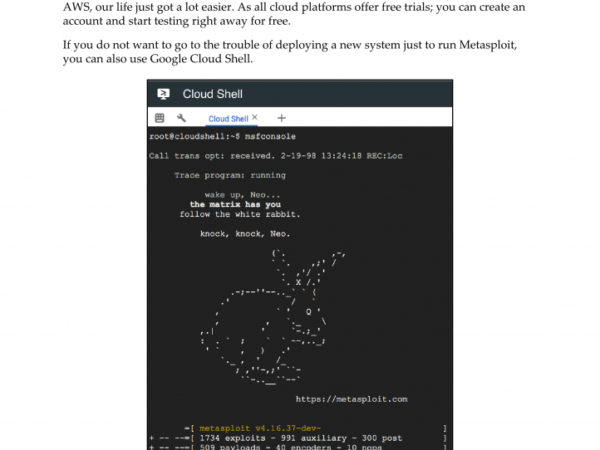 AWS, our life just got a lot easier. As all cloud platforms offer free trials; you can create an
account and start testing right away for free.
If you do not want to go to the trouble of deploying a new system just to run Metasploit,
you can also use Google Cloud Shell.
Cloud Shell
Cloud Shell × +
root@cloudshell:~$ msfconsole
Call trans opt: received. 2-19-98 13:24:18 REC:Loc
Trace program: running
wake up, Neo...
the matrix has you
follow the white rabbit.
knock, knock, Neo.
https://metasploit.com
=[ metasploit v4.16.37-dev- ]
+ -- --=[ 1734 exploits - 991 auxiliary - 300 post ]
+ -- --=[ 509 payloads - 40 encoders - 10 nops ]